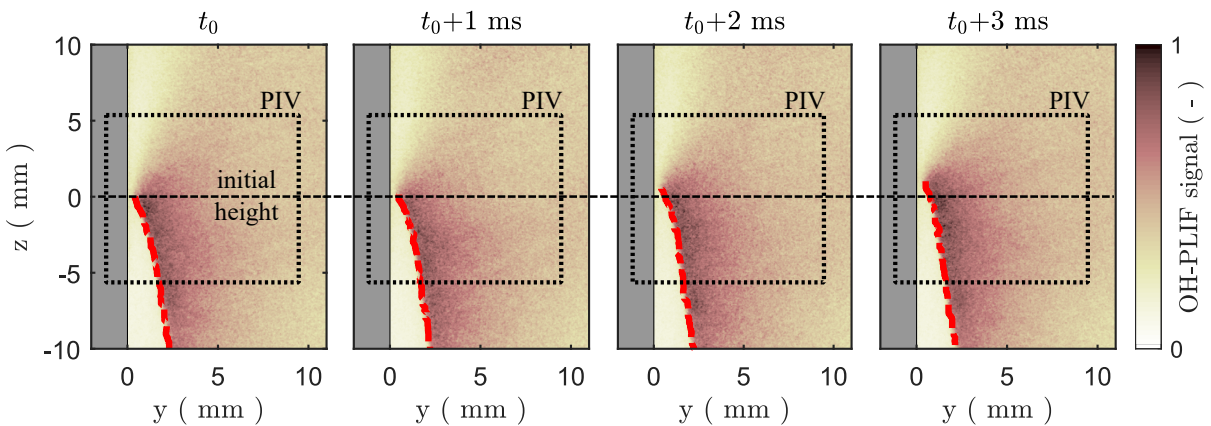 t₀ t₀+1 ms t₀+2 ms t₀+3 ms
10 1
PIV PIV PIV PIV
5
initial
0
height
-5
-10 0
0 5 10 0 5 10 0 5 10 0 5 10
y ( mm ) y ( mm ) y ( mm ) y ( mm )
z ( mm )
OH-PLIF signal ( - )